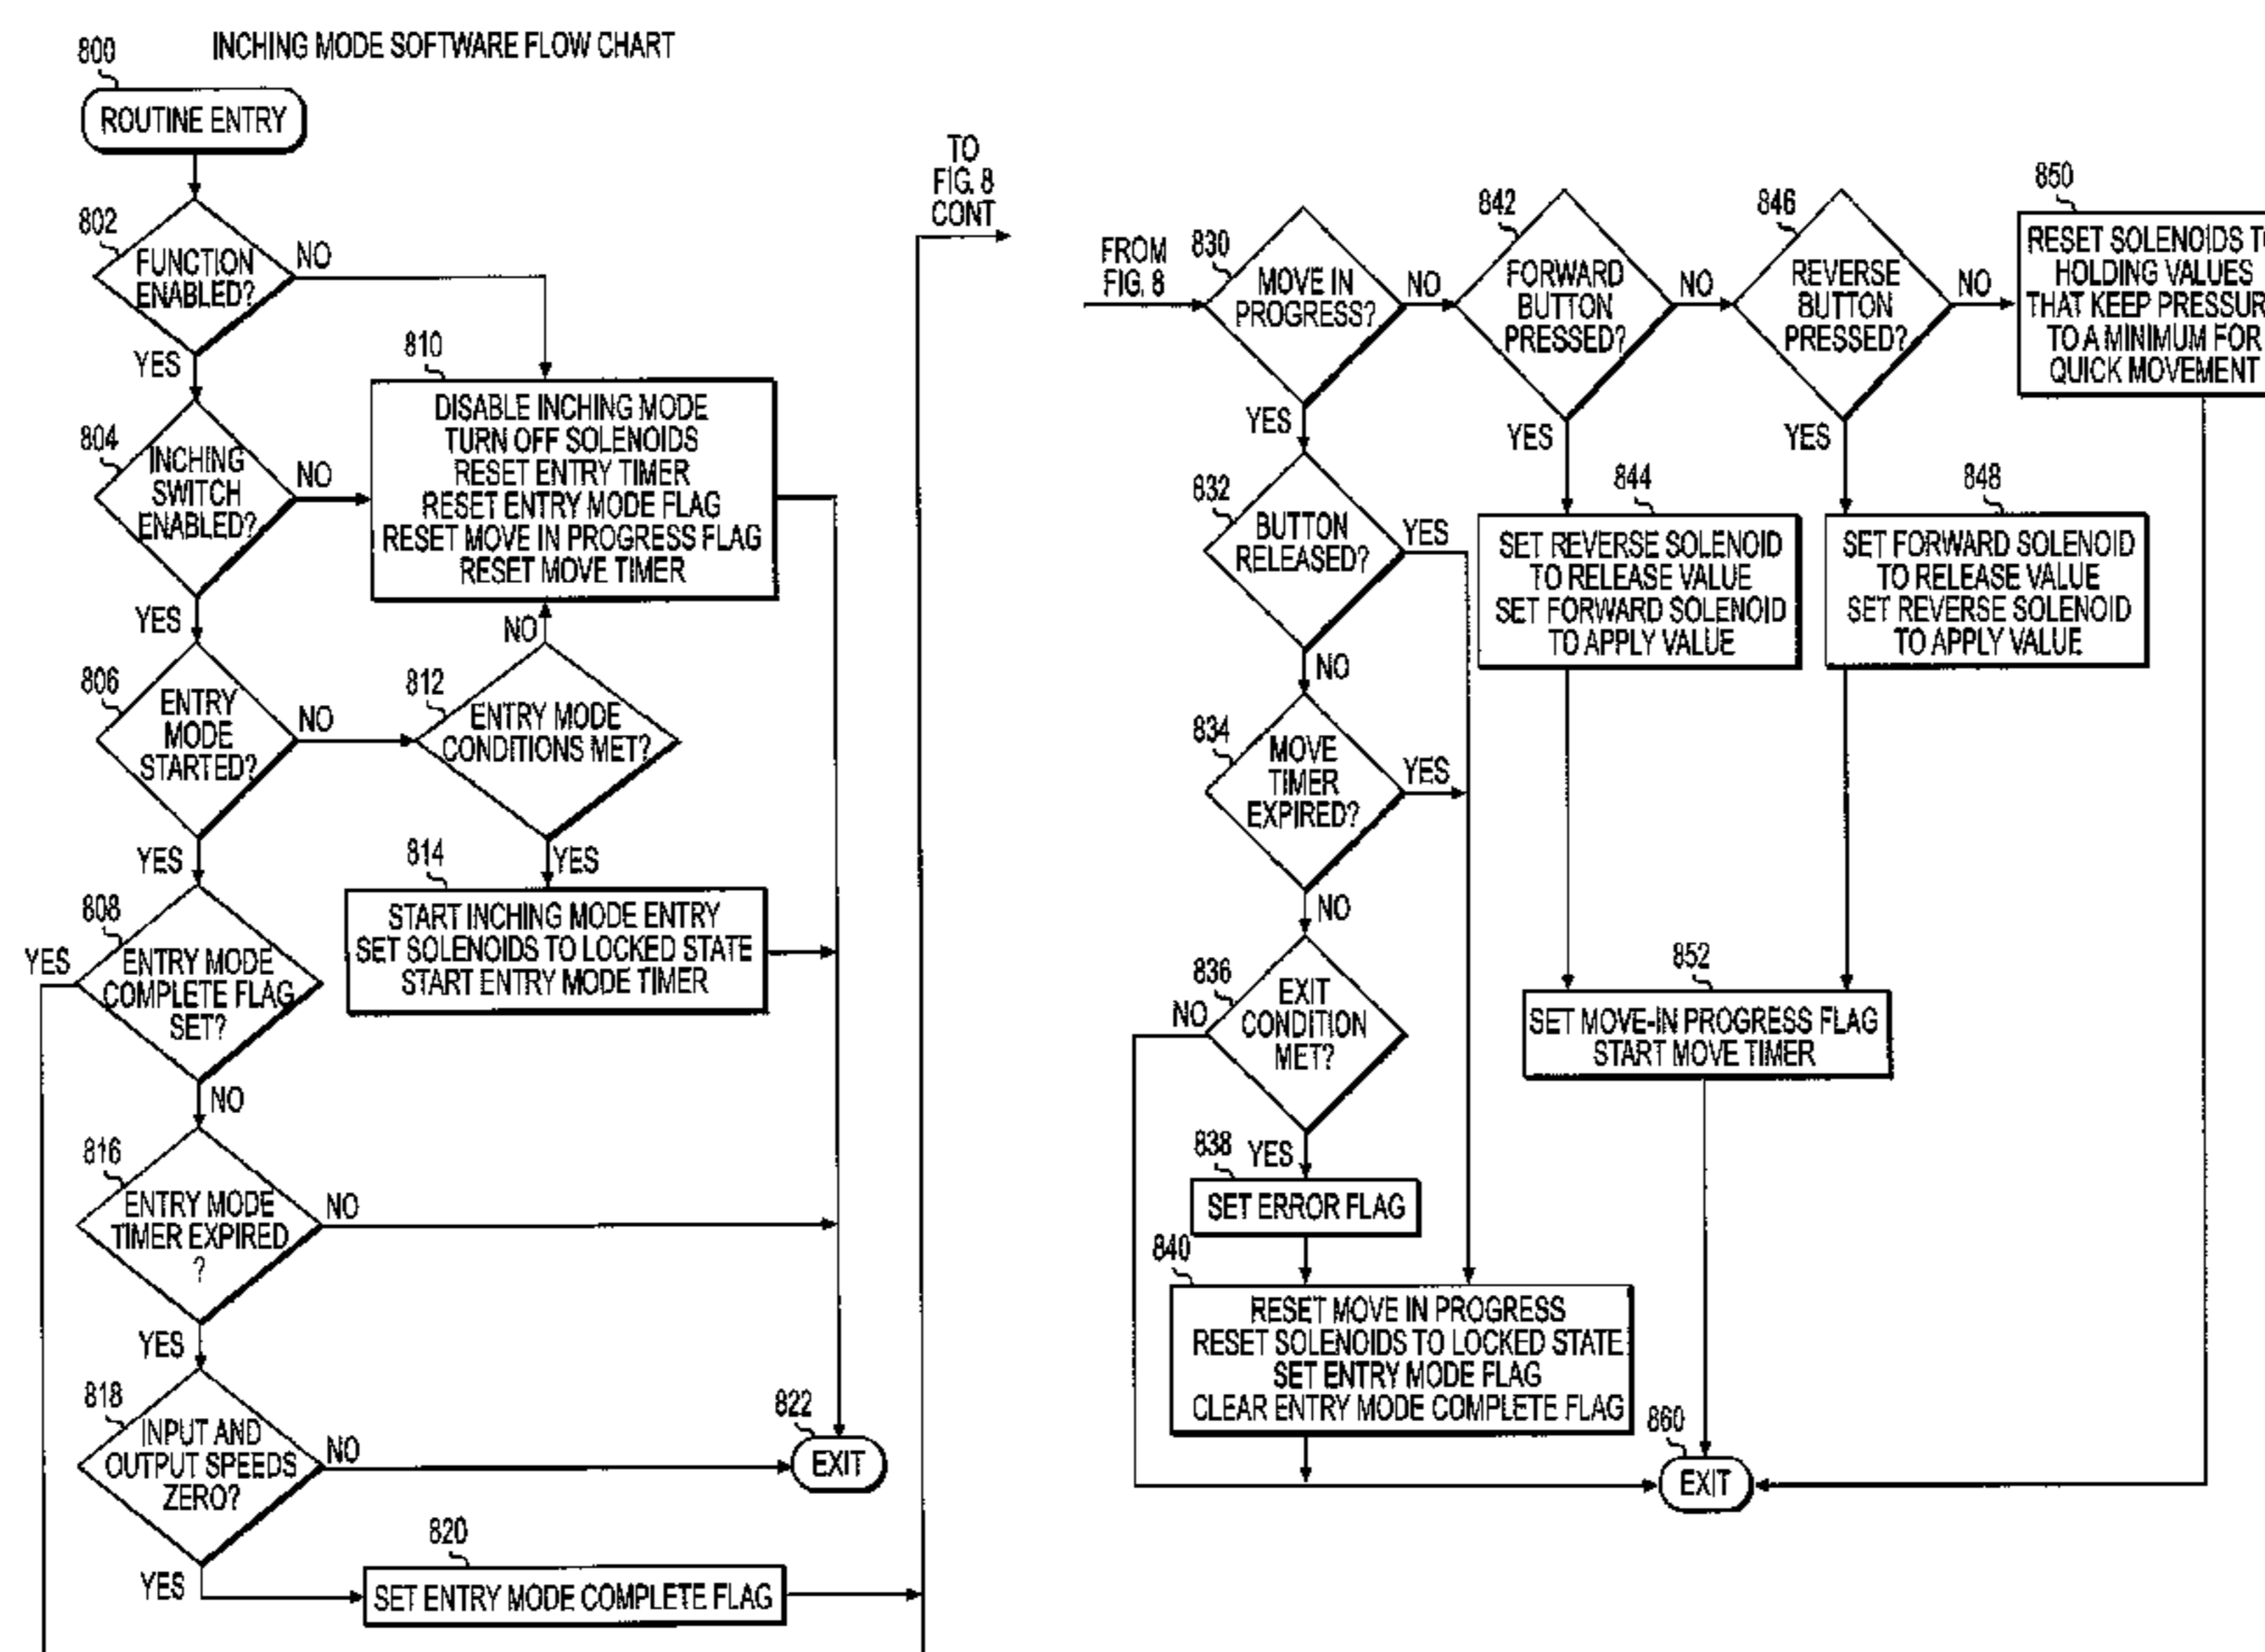 INCHING MODE SOFTWARE FLOW CHART
800
ROUTINE ENTRY
802
FUNCTION
ENABLED?
NO
YES
804
INCHING
SWITCH
ENABLED?
NO
YES
810
DISABLE INCHING MODE
TURN OFF SOLENOIDS
RESET ENTRY TIMER
RESET ENTRY MODE FLAG
RESET MOVE IN PROGRESS FLAG
RESET MOVE TIMER
806
ENTRY
MODE
STARTED?
NO
YES
812
ENTRY MODE
CONDITIONS MET?
NO
YES
814
START INCHING MODE ENTRY
SET SOLENOIDS TO LOCKED STATE
START ENTRY MODE TIMER
808
ENTRY MODE
COMPLETE FLAG
SET?
YES
NO
816
ENTRY MODE
TIMER EXPIRED
?
NO
YES
818
INPUT AND
OUTPUT SPEEDS
ZERO?
NO
YES
820
SET ENTRY MODE COMPLETE FLAG
822
EXIT
TO
FIG. 8
CONT
FROM
FIG. 8
830
MOVE IN
PROGRESS?
NO
YES
842
FORWARD
BUTTON
PRESSED?
NO
YES
846
REVERSE
BUTTON
PRESSED?
NO
YES
850
RESET SOLENOIDS
HOLDING VALUES
THAT KEEP
TO A MINIMUM FOR
QUICK MOVEMENT
832
BUTTON
RELEASED?
YES
NO
844
SET REVERSE SOLENOID
TO RELEASE VALUE
SET FORWARD SOLENOID
TO APPLY VALUE
848
SET FORWARD SOLENOID
TO RELEASE VALUE
SET REVERSE SOLENOID
TO APPLY VALUE
834
MOVE
TIMER
EXPIRED?
YES
NO
836
EXIT
CONDITION
MET?
NO
YES
852
SET MOVE-IN PROGRESS FLAG
START MOVE TIMER
838
SET ERROR FLAG
840
RESET MOVE IN PROGRESS
RESET SOLENOIDS TO LOCKED STATE
SET ENTRY MODE FLAG
CLEAR ENTRY MODE COMPLETE FLAG
860
EXIT